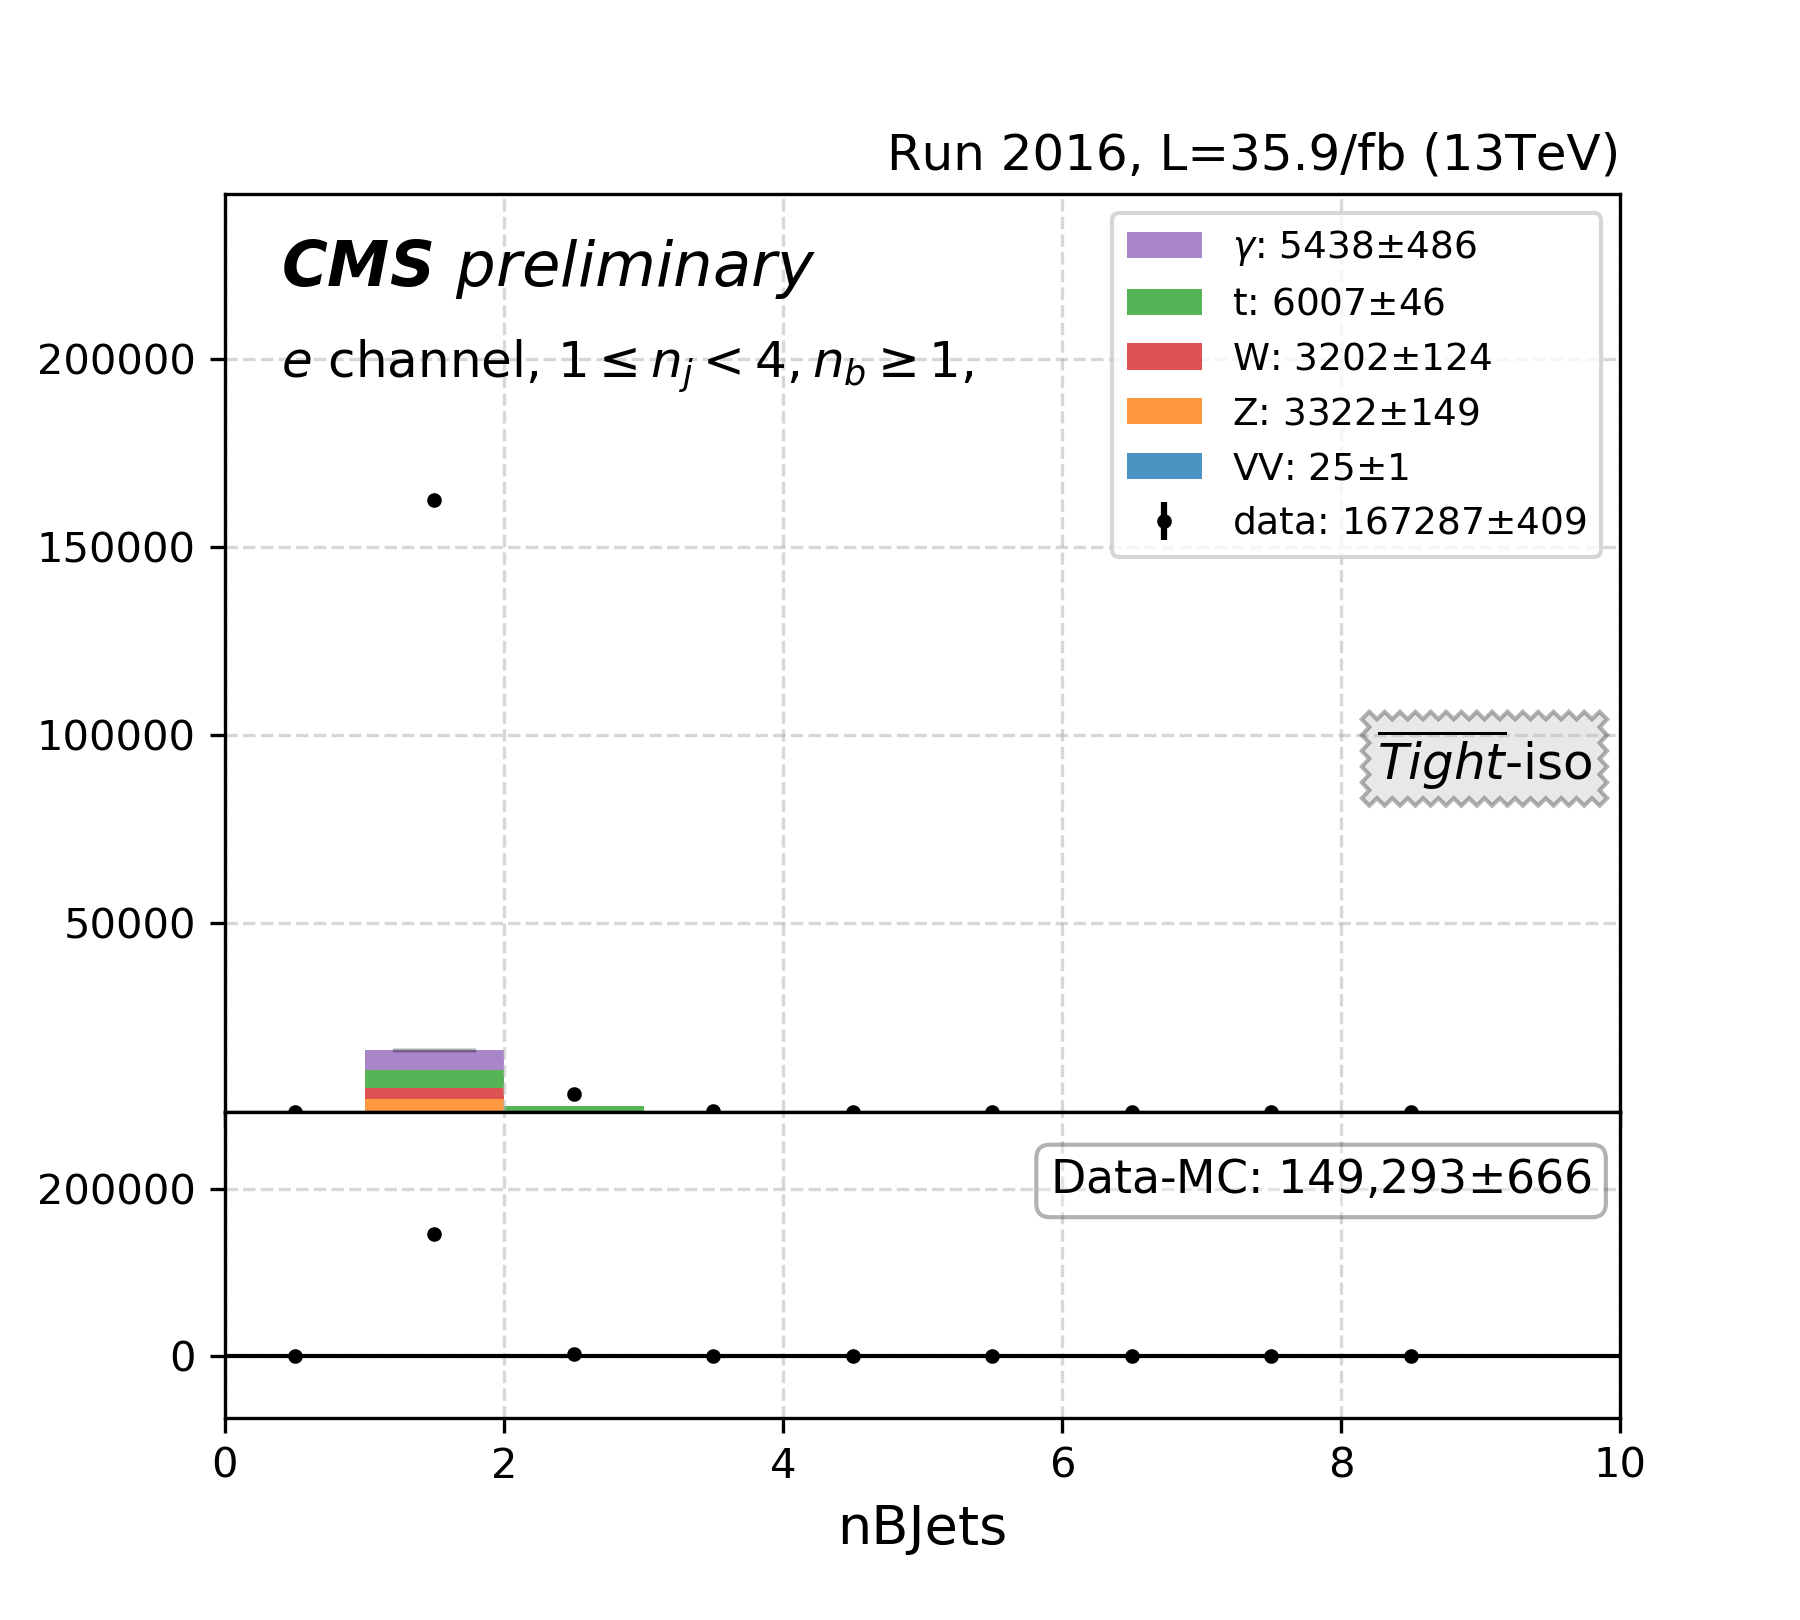 Run 2016, L=35.9/fb (13TeV)
CMS preliminary
e channel, 1 ≤ n_j < 4, n_b ≥ 1,
γ: 5438±486
t: 6007±46
W: 3202±124
Z: 3322±149
VV: 25±1
data: 167287±409
200000
150000
100000
50000
Tight-iso
Data-MC: 149,293±666
200000
0
0 2 4 6 8 10
nBJets